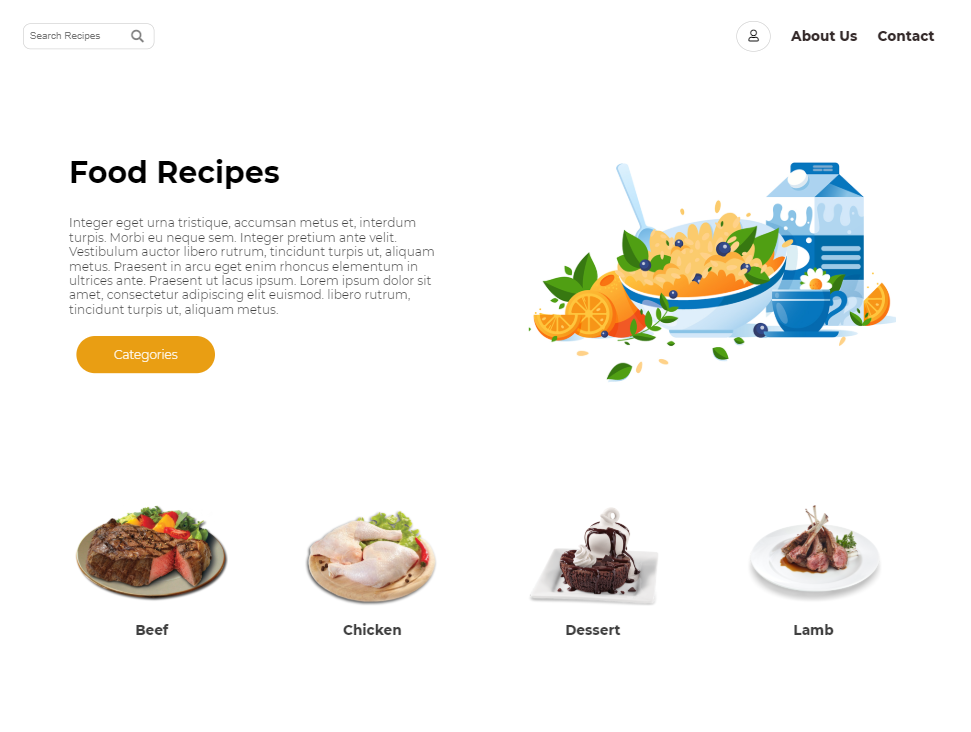 Search Recipes
About Us
Contact
Food Recipes
Integer eget urna tristique, accumsan metus et, interdum
turpis. Morbi eu neque sem. Integer pretium ante velit.
Vestibulum auctor libero rutrum, tincidunt turpis ut, aliquam
metus. Praesent in arcu eget enim rhoncus elementum in
ultrices ante. Praesent ut lacus ipsum. Lorem ipsum dolor sit
amet, consectetur adipiscing elit euismod. libero rutrum,
tincidunt turpis ut, aliquam metus.
Categories
Beef
Chicken
Dessert
Lamb